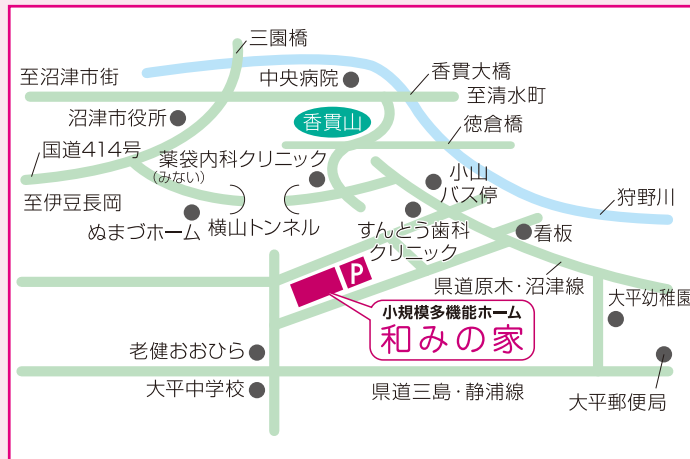 三園橋
至沼津市街
中央病院
香貫大橋
至清水町
沼津市役所
香貫山
徳倉橋
国道414号
薬袋内科クリニック
(みない)
小山
バス停
至伊豆長岡
狩野川
ぬまづホーム
横山トンネル
すんとう歯科
クリニック
看板
P
県道原木・沼津線
大平幼稚園
小規模多機能ホーム
和みの家
老健おおひら
大平中学校
県道三島・静浦線
大平郵便局